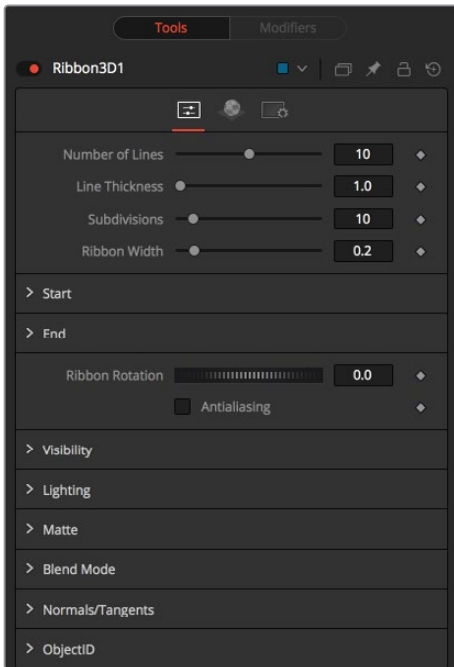 Tools Modifiers
Ribbon3D1
Number of Lines 10
Line Thickness 1.0
Subdivisions 10
Ribbon Width 0.2
> Start
> End
Ribbon Rotation 0.0
Antialiasing
> Visibility
> Lighting
> Matte
> Blend Mode
> Normals/Tangents
> ObjectID